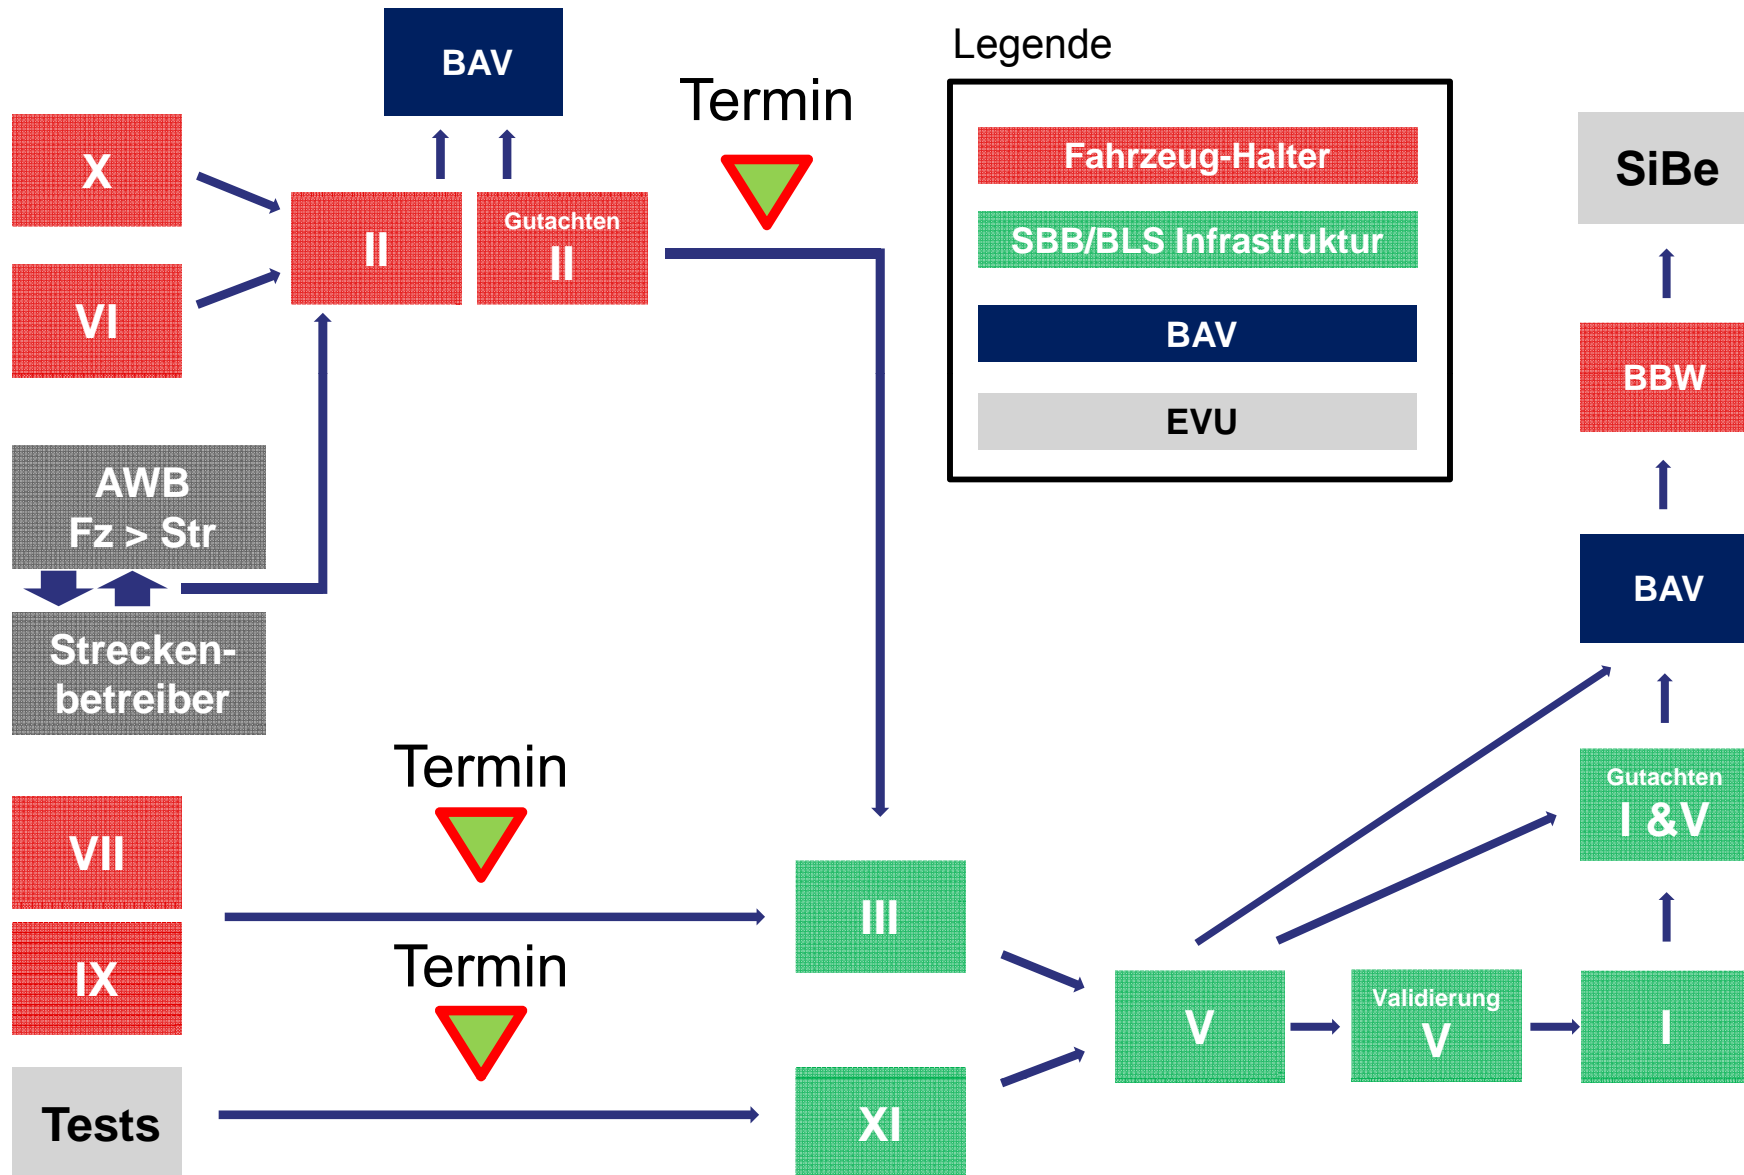 BAV
Termin
Legende
Fahrzeug-Halter
SBB/BLS Infrastruktur
BAV
EVU
X
VI
II
Gutachten
II
SiBe
BBW
BAV
AWB
Fz > Str
Strecken-
betreiber
Termin
VII
IX
Termin
Tests
III
XI
V
Validierung
V
I
Gutachten
I &V